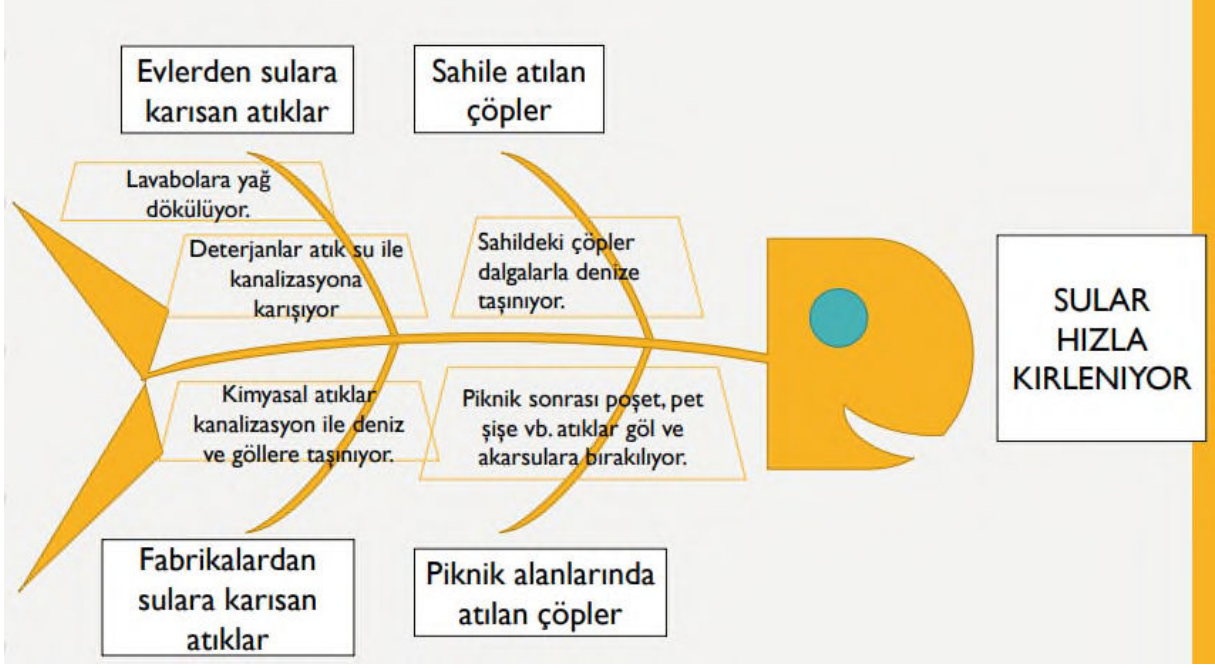 Evlerden sulara
karısan atıklar
Sahile atılan
çöpler
Lavabolara yağ
dökülüyor.
Deterjanlar atık su ile
kanalizasyona
karışıyor
Sahildeki çöpler
dalgalarla denize
taşınıyor.
SULAR
HIZLA
KIRLENIYOR
Kimyasal atıklar
kanalizasyon ile deniz
ve göllere taşınıyor.
Piknik sonrası poşet, pet
şişe vb. atıklar göl ve
akarsulara bırakılıyor.
Fabrikalardan
sulara karısan
atıklar
Piknik alanlarında
atılan çöpler